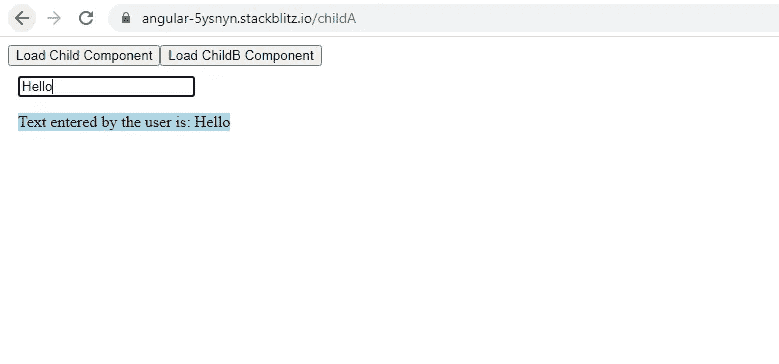 angular-5ysnyn.stackblitz.io/childA
Load Child Component Load ChildB Component
Hello
Text entered by the user is: Hello